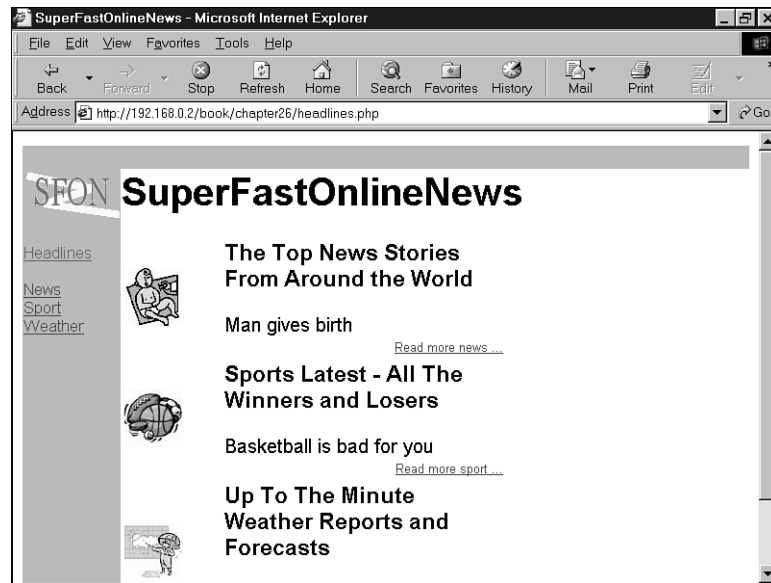 SuperFastOnlineNews - Microsoft Internet Explorer
File Edit View Favorites Tools Help
Back Forward Stop Refresh Home Search Favorites History Mail Print Edit
Address http://192.168.0.2/book/chapter26/headlines.php Go
SFON SuperFastOnlineNews
Headlines
News
Sport
Weather
The Top News Stories
From Around the World
Man gives birth
Read more news ...
Sports Latest - All The
Winners and Losers
Basketball is bad for you
Read more sport ...
Up To The Minute
Weather Reports and
Forecasts